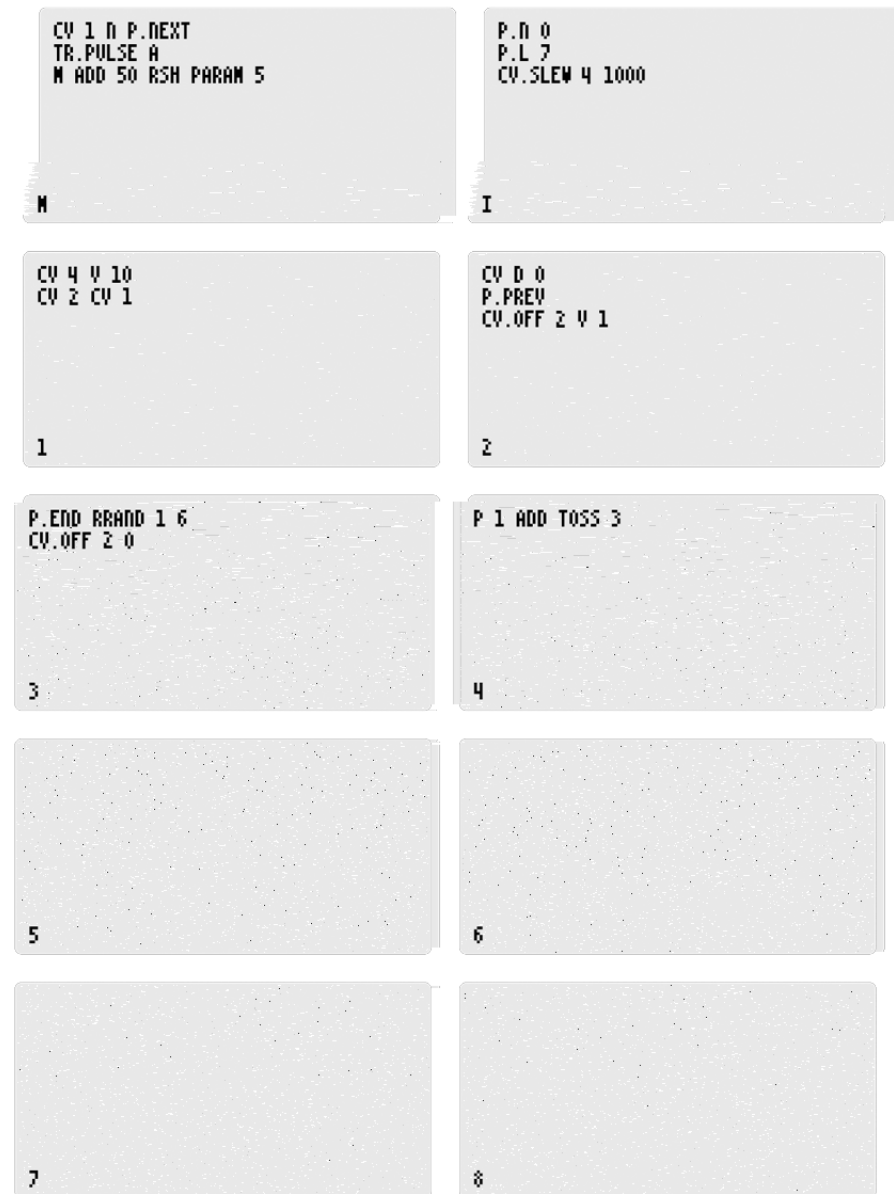 CV 1 N P.NEXT
TR.PULSE A
M ADD 50 RSH PARAM 5
M
P.N 0
P.L 7
CV.SLEW 4 1000
I
CV 4 V 10
CV 2 CV 1
1
CV D 0
P.PREV
CV.OFF 2 V 1
2
P.END RRAND 1 6
CV.OFF 2 0
3
P 1 ADD TOSS 3
4
5
6
7
8